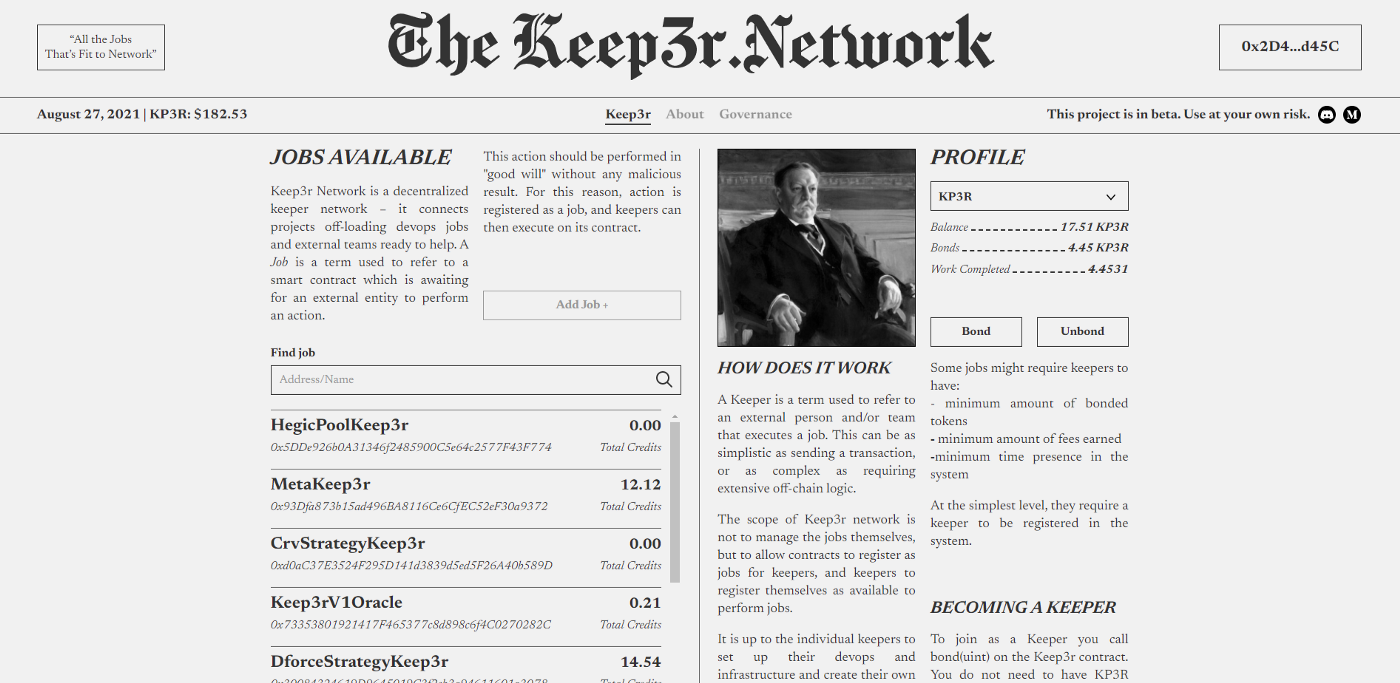 “All the Jobs
That’s Fit to Network”
The Keep3r.Network
0x2D4...d45C
August 27, 2021 | KP3R: $182.53
Keep3r About Governance
This project is in beta. Use at your own risk.
JOBS AVAILABLE
Keep3r Network is a decentralized
keeper network – it connects
projects off-loading devops jobs
and external teams ready to help. A
Job is a term used to refer to a
smart contract which is awaiting
for an external entity to perform
an action.
This action should be performed in
"good will" without any malicious
result. For this reason, action is
registered as a job, and keepers can
then execute on its contract.
Add Job +
Find job
Address/Name
HegicPoolKeep3r 0.00
0x5DDe926b0A31346f2485900C5e64c2577F43F774 Total Credits
MetaKeep3r 12.12
0x93Dfa873b15ad496BA8116Ce6CfEC52eF30a9372 Total Credits
CrvStrategyKeep3r 0.00
0xd0aC37E3524F295D141d3839d5ed5F26A40b589D Total Credits
Keep3rV1Oracle 0.21
0x73353801921417F465377c8d898c6f4C0270282C Total Credits
DforceStrategyKeep3r 14.54
Total Credits
HOW DOES IT WORK
A Keeper is a term used to refer to
an external person and/or team
that executes a job. This can be as
simplistic as sending a transaction,
or as complex as requiring
extensive off-chain logic.
The scope of Keep3r network is
not to manage the jobs themselves,
but to allow contracts to register as
jobs for keepers, and keepers to
register themselves as available to
perform jobs.
It is up to the individual keepers to
set up their devops and
infrastructure and create their own
PROFILE
KP3R
Balance 17.51 KP3R
Bonds 4.45 KP3R
Work Completed 4.4531
Bond Unbond
Some jobs might require keepers to
have:
- minimum amount of bonded
tokens
- minimum amount of fees earned
-minimum time presence in the
system
At the simplest level, they require a
keeper to be registered in the
system.
BECOMING A KEEPER
To join as a Keeper you call
bond(uint) on the Keep3r contract.
You do not need to have KP3R